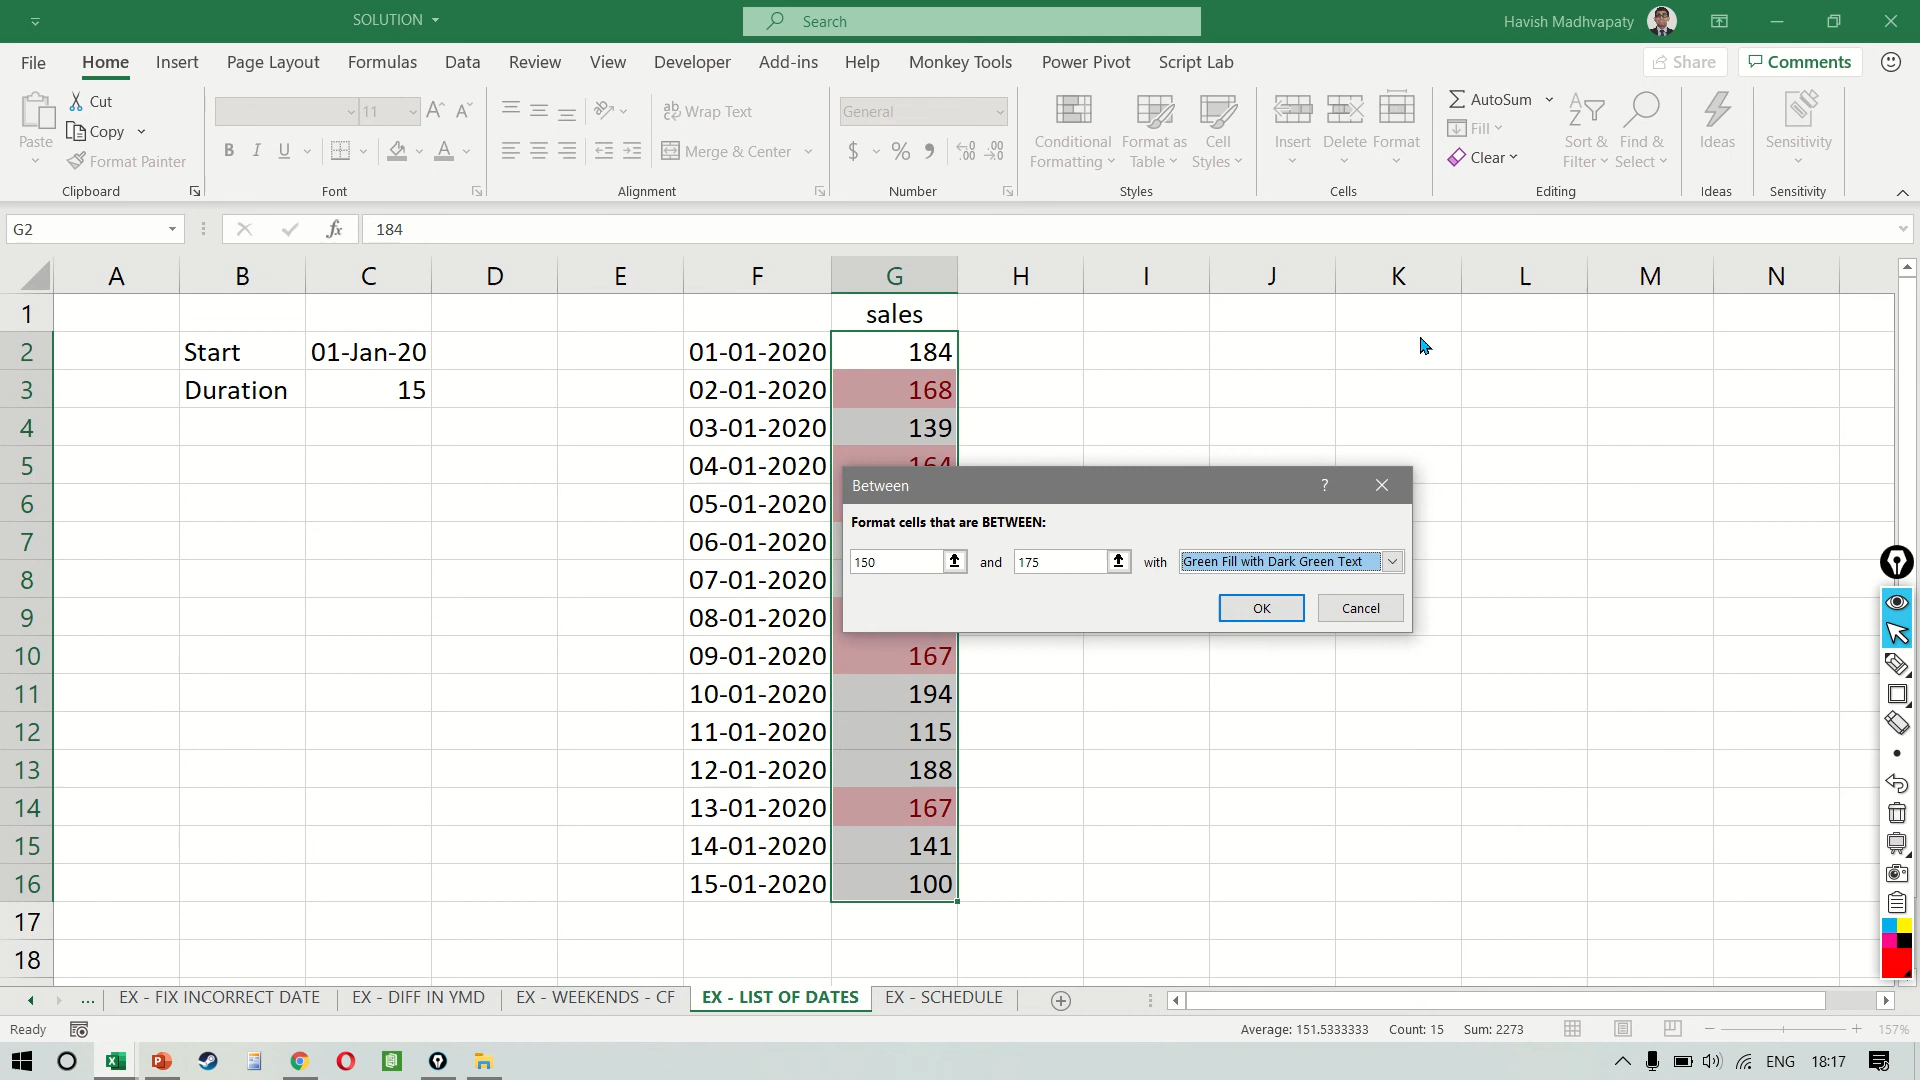 SOLUTION
Search
Havish Madhvapaty
File Home Insert Page Layout Formulas Data Review View Developer Add-ins Help Monkey Tools Power Pivot Script Lab
Share
Comments
Paste
Cut
Copy
Format Painter
Clipboard
11
B I U
A
Font
Wrap Text
Merge & Center
Alignment
General
$ % 9
Number
Conditional Formatting
Format as Table
Cell Styles
Styles
Insert Delete Format
Cells
AutoSum
Fill
Clear
Sort & Filter
Find & Select
Editing
Ideas
Ideas
Sensitivity
Sensitivity
G2
fx
184
A B C D E F G H I J K L M N
1 sales
2 Start 01-Jan-20 01-01-2020 184
3 Duration 15 02-01-2020 168
4 03-01-2020 139
5 04-01-2020 164
6 05-01-2020
7 06-01-2020
8 07-01-2020
9 08-01-2020
10 09-01-2020 167
11 10-01-2020 194
12 11-01-2020 115
13 12-01-2020 188
14 13-01-2020 167
15 14-01-2020 141
16 15-01-2020 100
17
18
Between ?
Format cells that are BETWEEN:
150 and 175 with Green Fill with Dark Green Text
OK Cancel
... EX - FIX INCORRECT DATE EX - DIFF IN YMD EX - WEEKENDS - CF EX - LIST OF DATES EX - SCHEDULE
Ready
Average: 151.5333333 Count: 15 Sum: 2273
157%
ENG 18:17